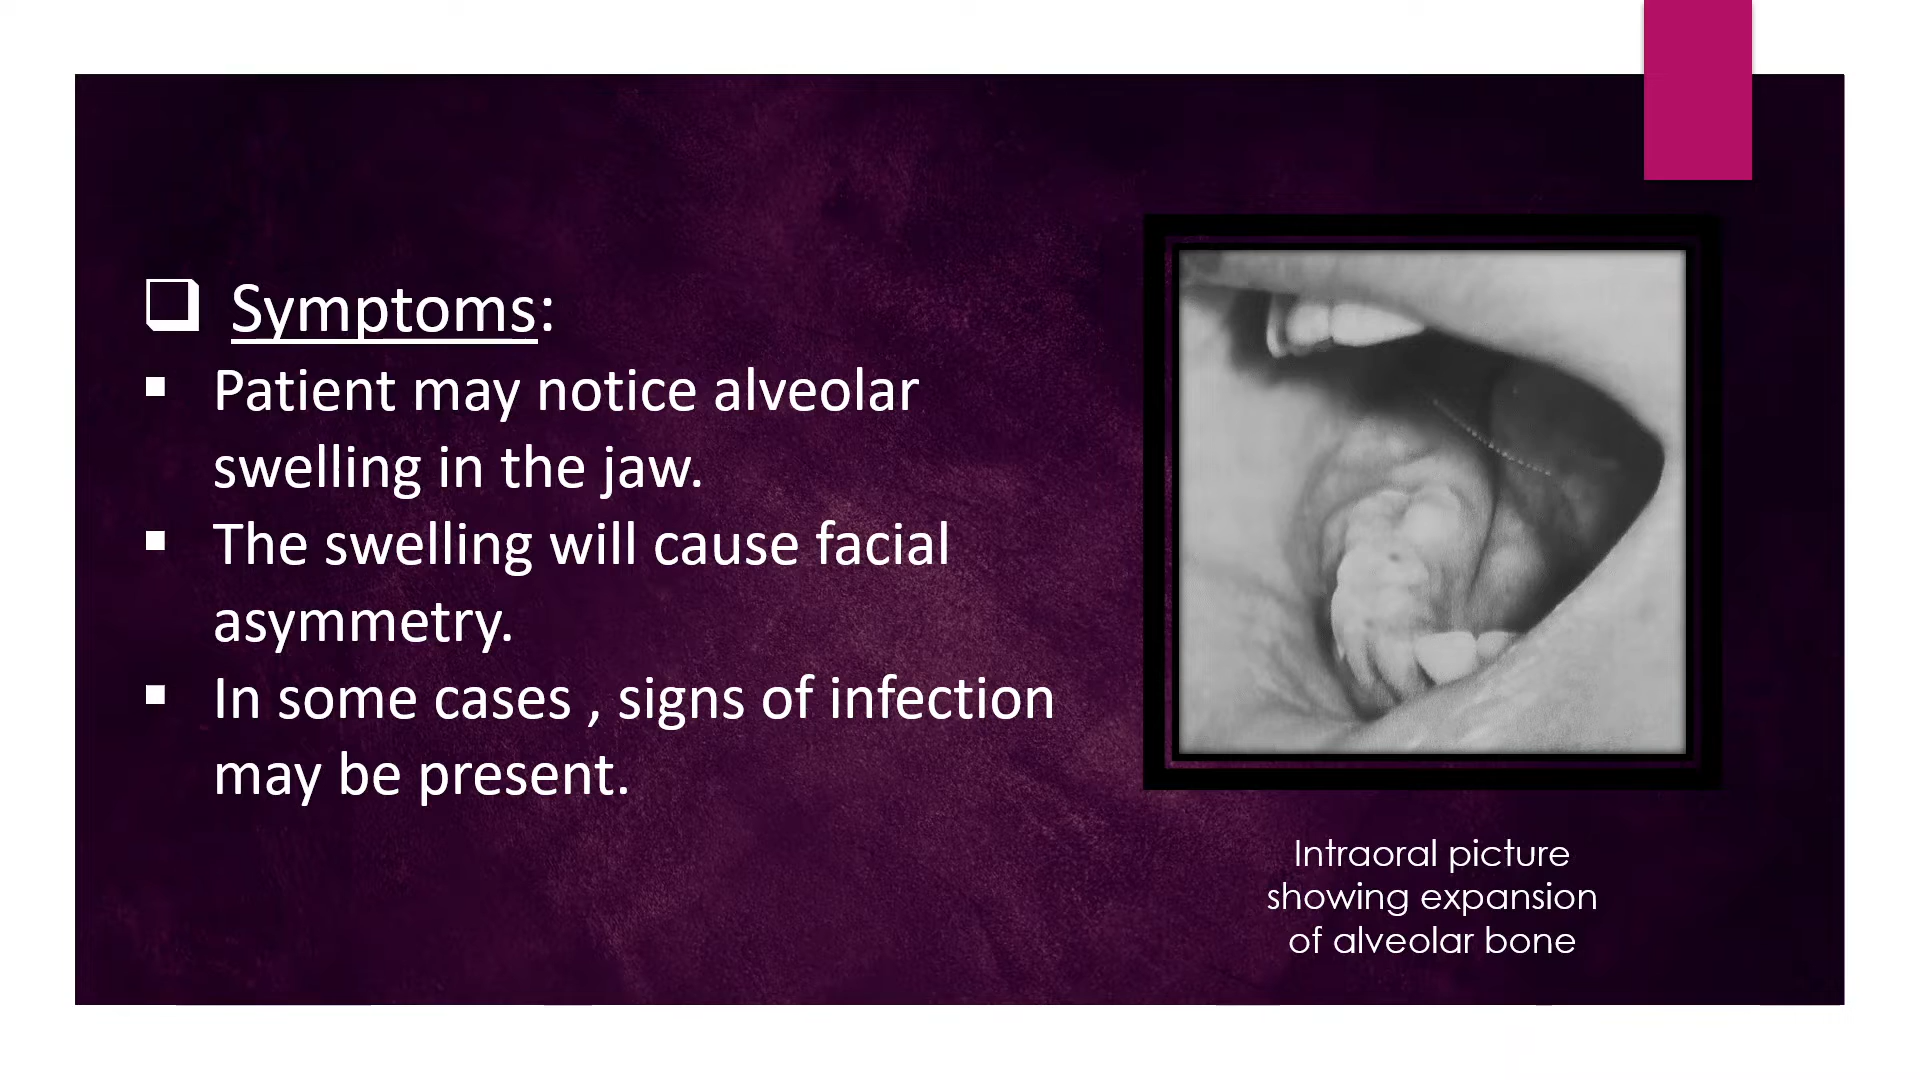 Symptoms:
Patient may notice alveolar
swelling in the jaw.
The swelling will cause facial
asymmetry.
In some cases , signs of infection
may be present.
Intraoral picture
showing expansion
of alveolar bone